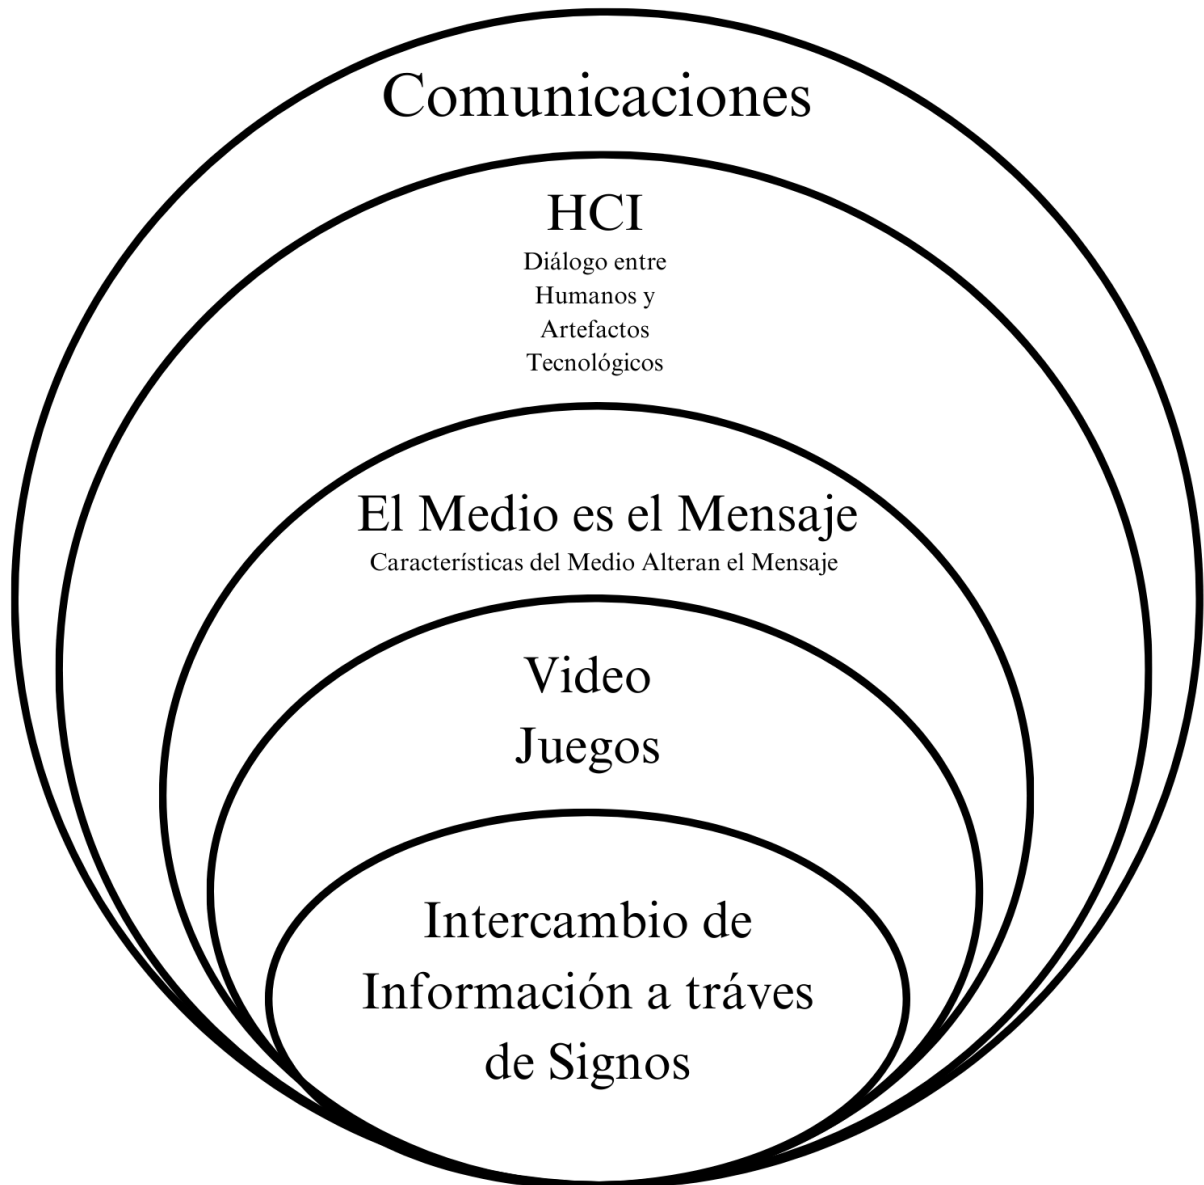 Comunicaciones
HCI
Diálogo entre
Humanos y
Artefactos
Tecnológicos
El Medio es el Mensaje
Características del Medio Alteran el Mensaje
Video
Juegos
Intercambio de
Información a tráves
de Signos